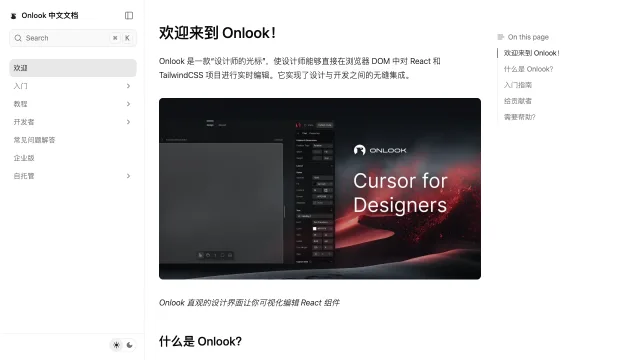 Onlook 中文文档
Search
⌘ K
欢迎
入门
教程
开发者
常见问题解答
企业版
自托管
欢迎来到 Onlook！
Onlook 是一款“设计师的光标”，使设计师能够直接在浏览器 DOM 中对 React 和
TailwindCSS 项目进行实时编辑。它实现了设计与开发之间的无缝集成。
ONLOOK
Cursor for
Designers
Onlook 直观的设计界面让你可视化编辑 React 组件
什么是 Onlook?
On this page
欢迎来到 Onlook！
什么是 Onlook?
入门指南
给贡献者
需要帮助?